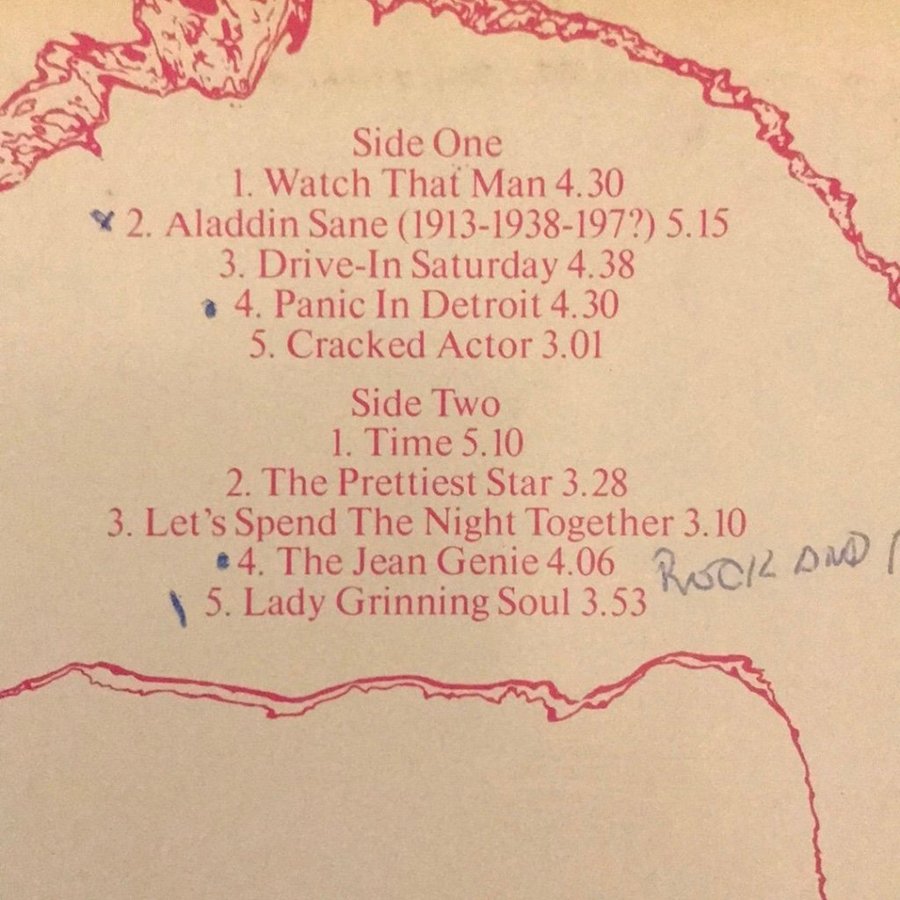 Side One
1. Watch That Man 4.30
2. Aladdin Sane (1913-1938-197?) 5.15
3. Drive-In Saturday 4.38
4. Panic In Detroit 4.30
5. Cracked Actor 3.01
Side Two
1. Time 5.10
2. The Prettiest Star 3.28
3. Let's Spend The Night Together 3.10
4. The Jean Genie 4.06 ROCK AND
5. Lady Grinning Soul 3.53